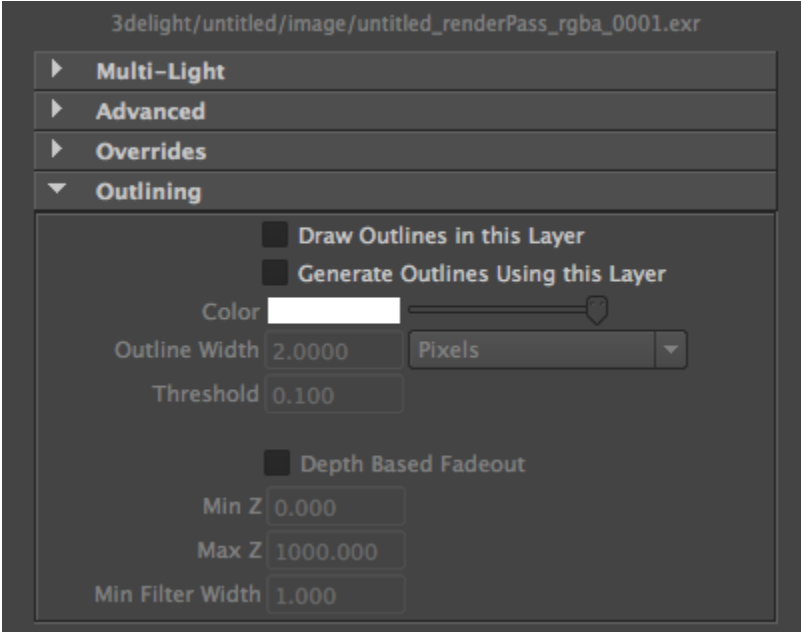 3delight/untitled/image/untitled_renderPass_rgba_0001.exr
Multi-Light
Advanced
Overrides
Outlining
Draw Outlines in this Layer
Generate Outlines Using this Layer
Color
Outline Width 2.0000 Pixels
Threshold 0.100
Depth Based Fadeout
Min Z 0.000
Max Z 1000.000
Min Filter Width 1.000